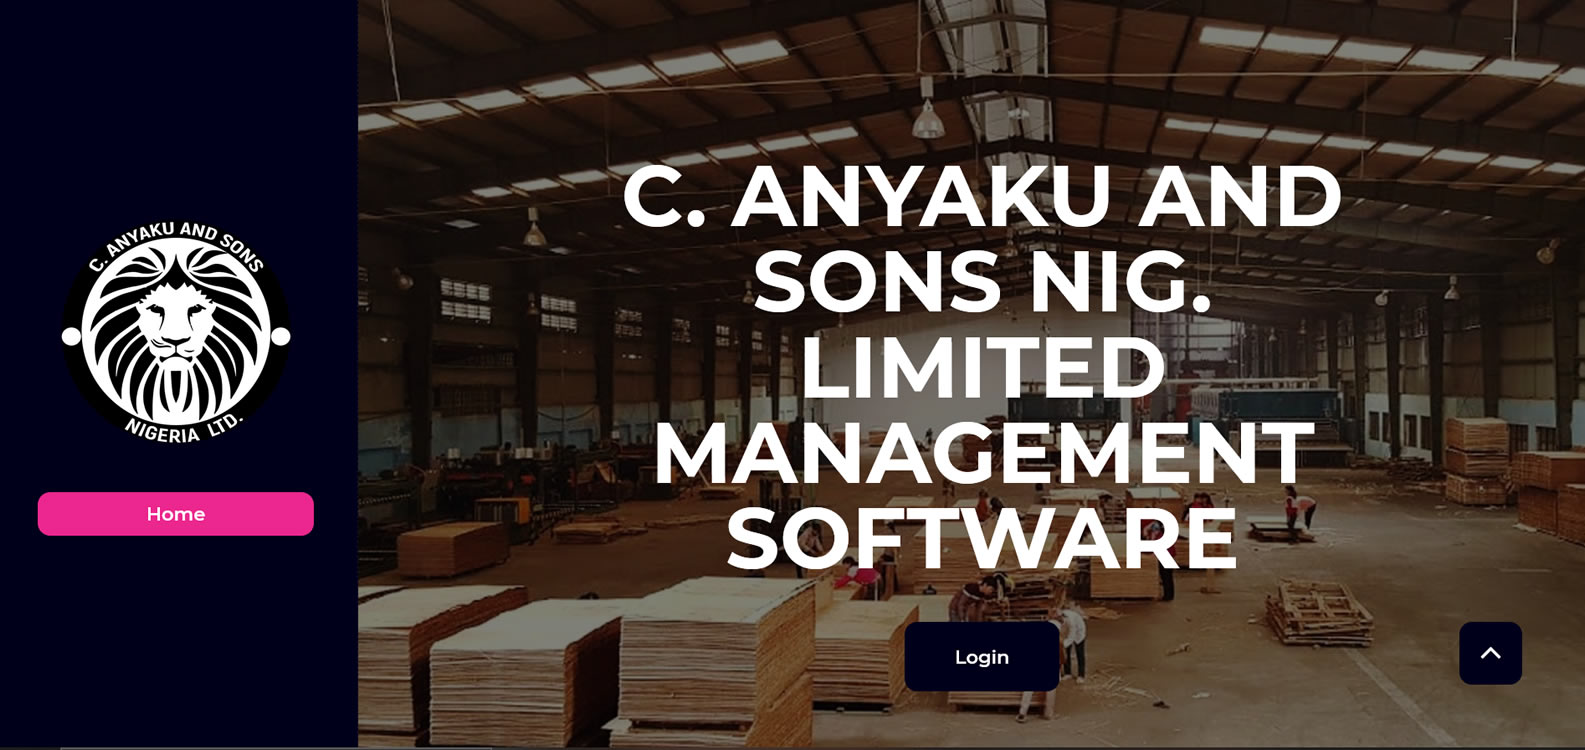 C. ANYAKU AND SONS
NIGERIA LTD.
Home
C. ANYAKU AND
SONS NIG.
LIMITED
MANAGEMENT
SOFTWARE
Login